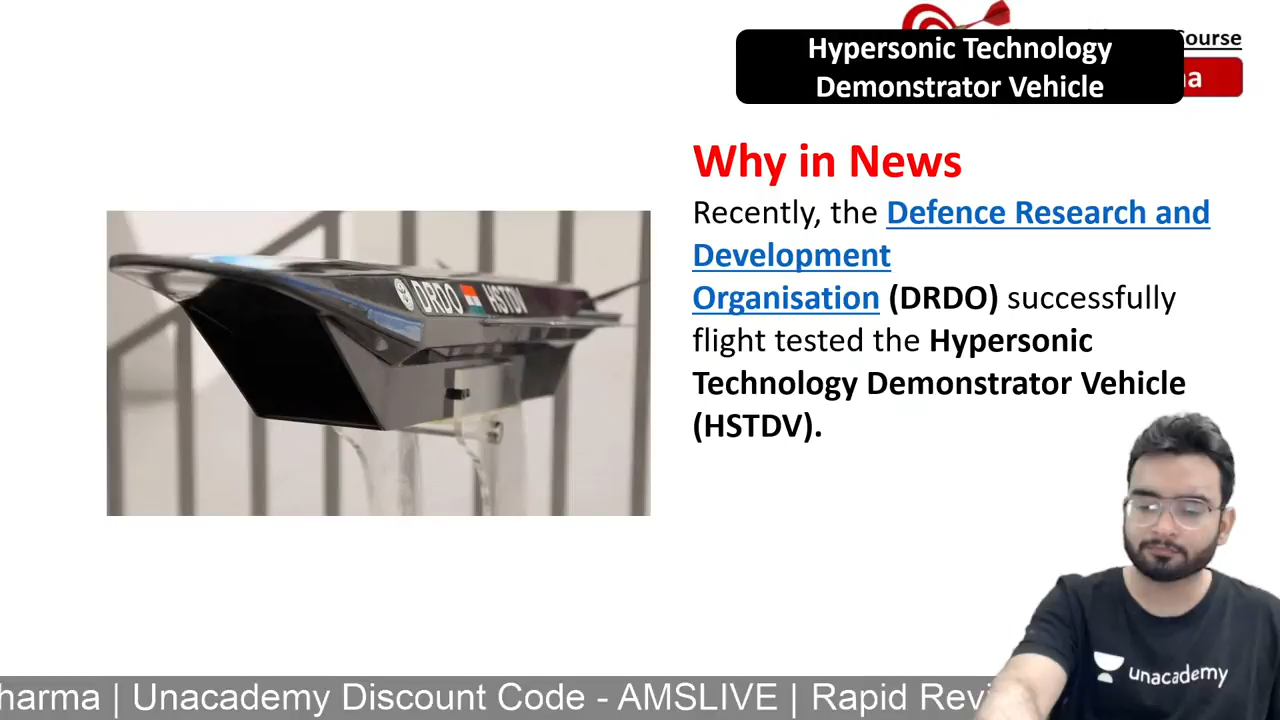 Course
Hypersonic Technology
Demonstrator Vehicle
na
Why in News
Recently, the Defence Research and
Development
Organisation (DRDO) successfully
flight tested the Hypersonic
Technology Demonstrator Vehicle
(HSTDV).
DRDO HSTDV
unacademy
harma | Unacademy Discount Code - AMSLIVE | Rapid Revi